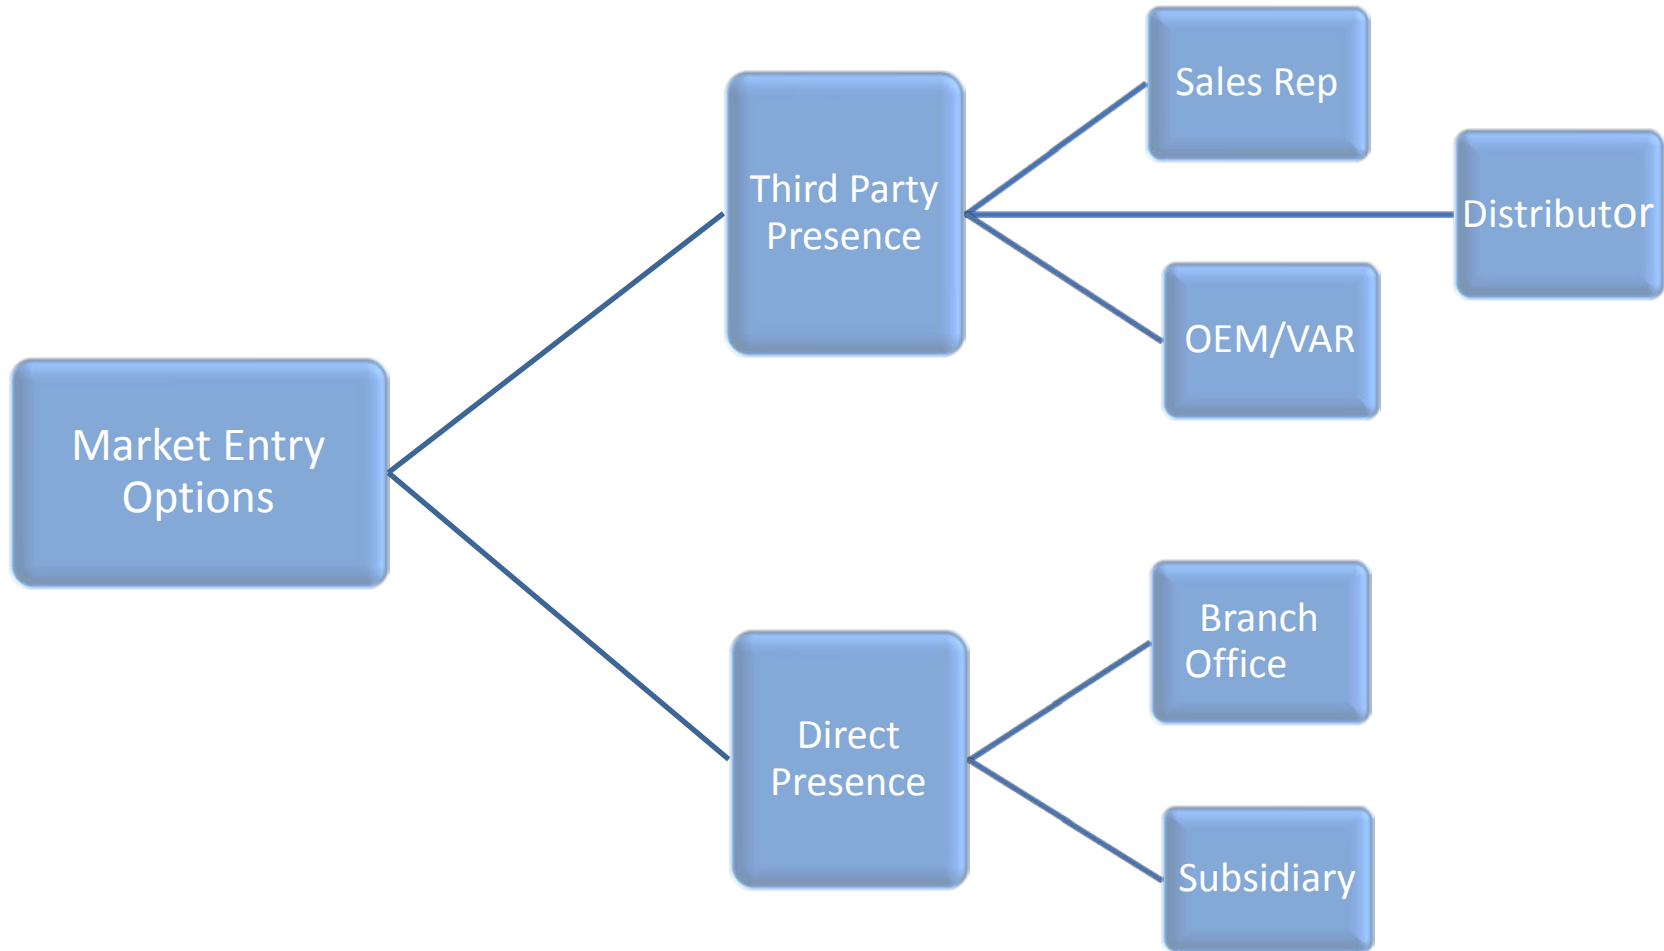 Market Entry
Options
Third Party
Presence
Sales Rep
Distributor
OEM/VAR
Direct
Presence
Branch
Office
Subsidiary